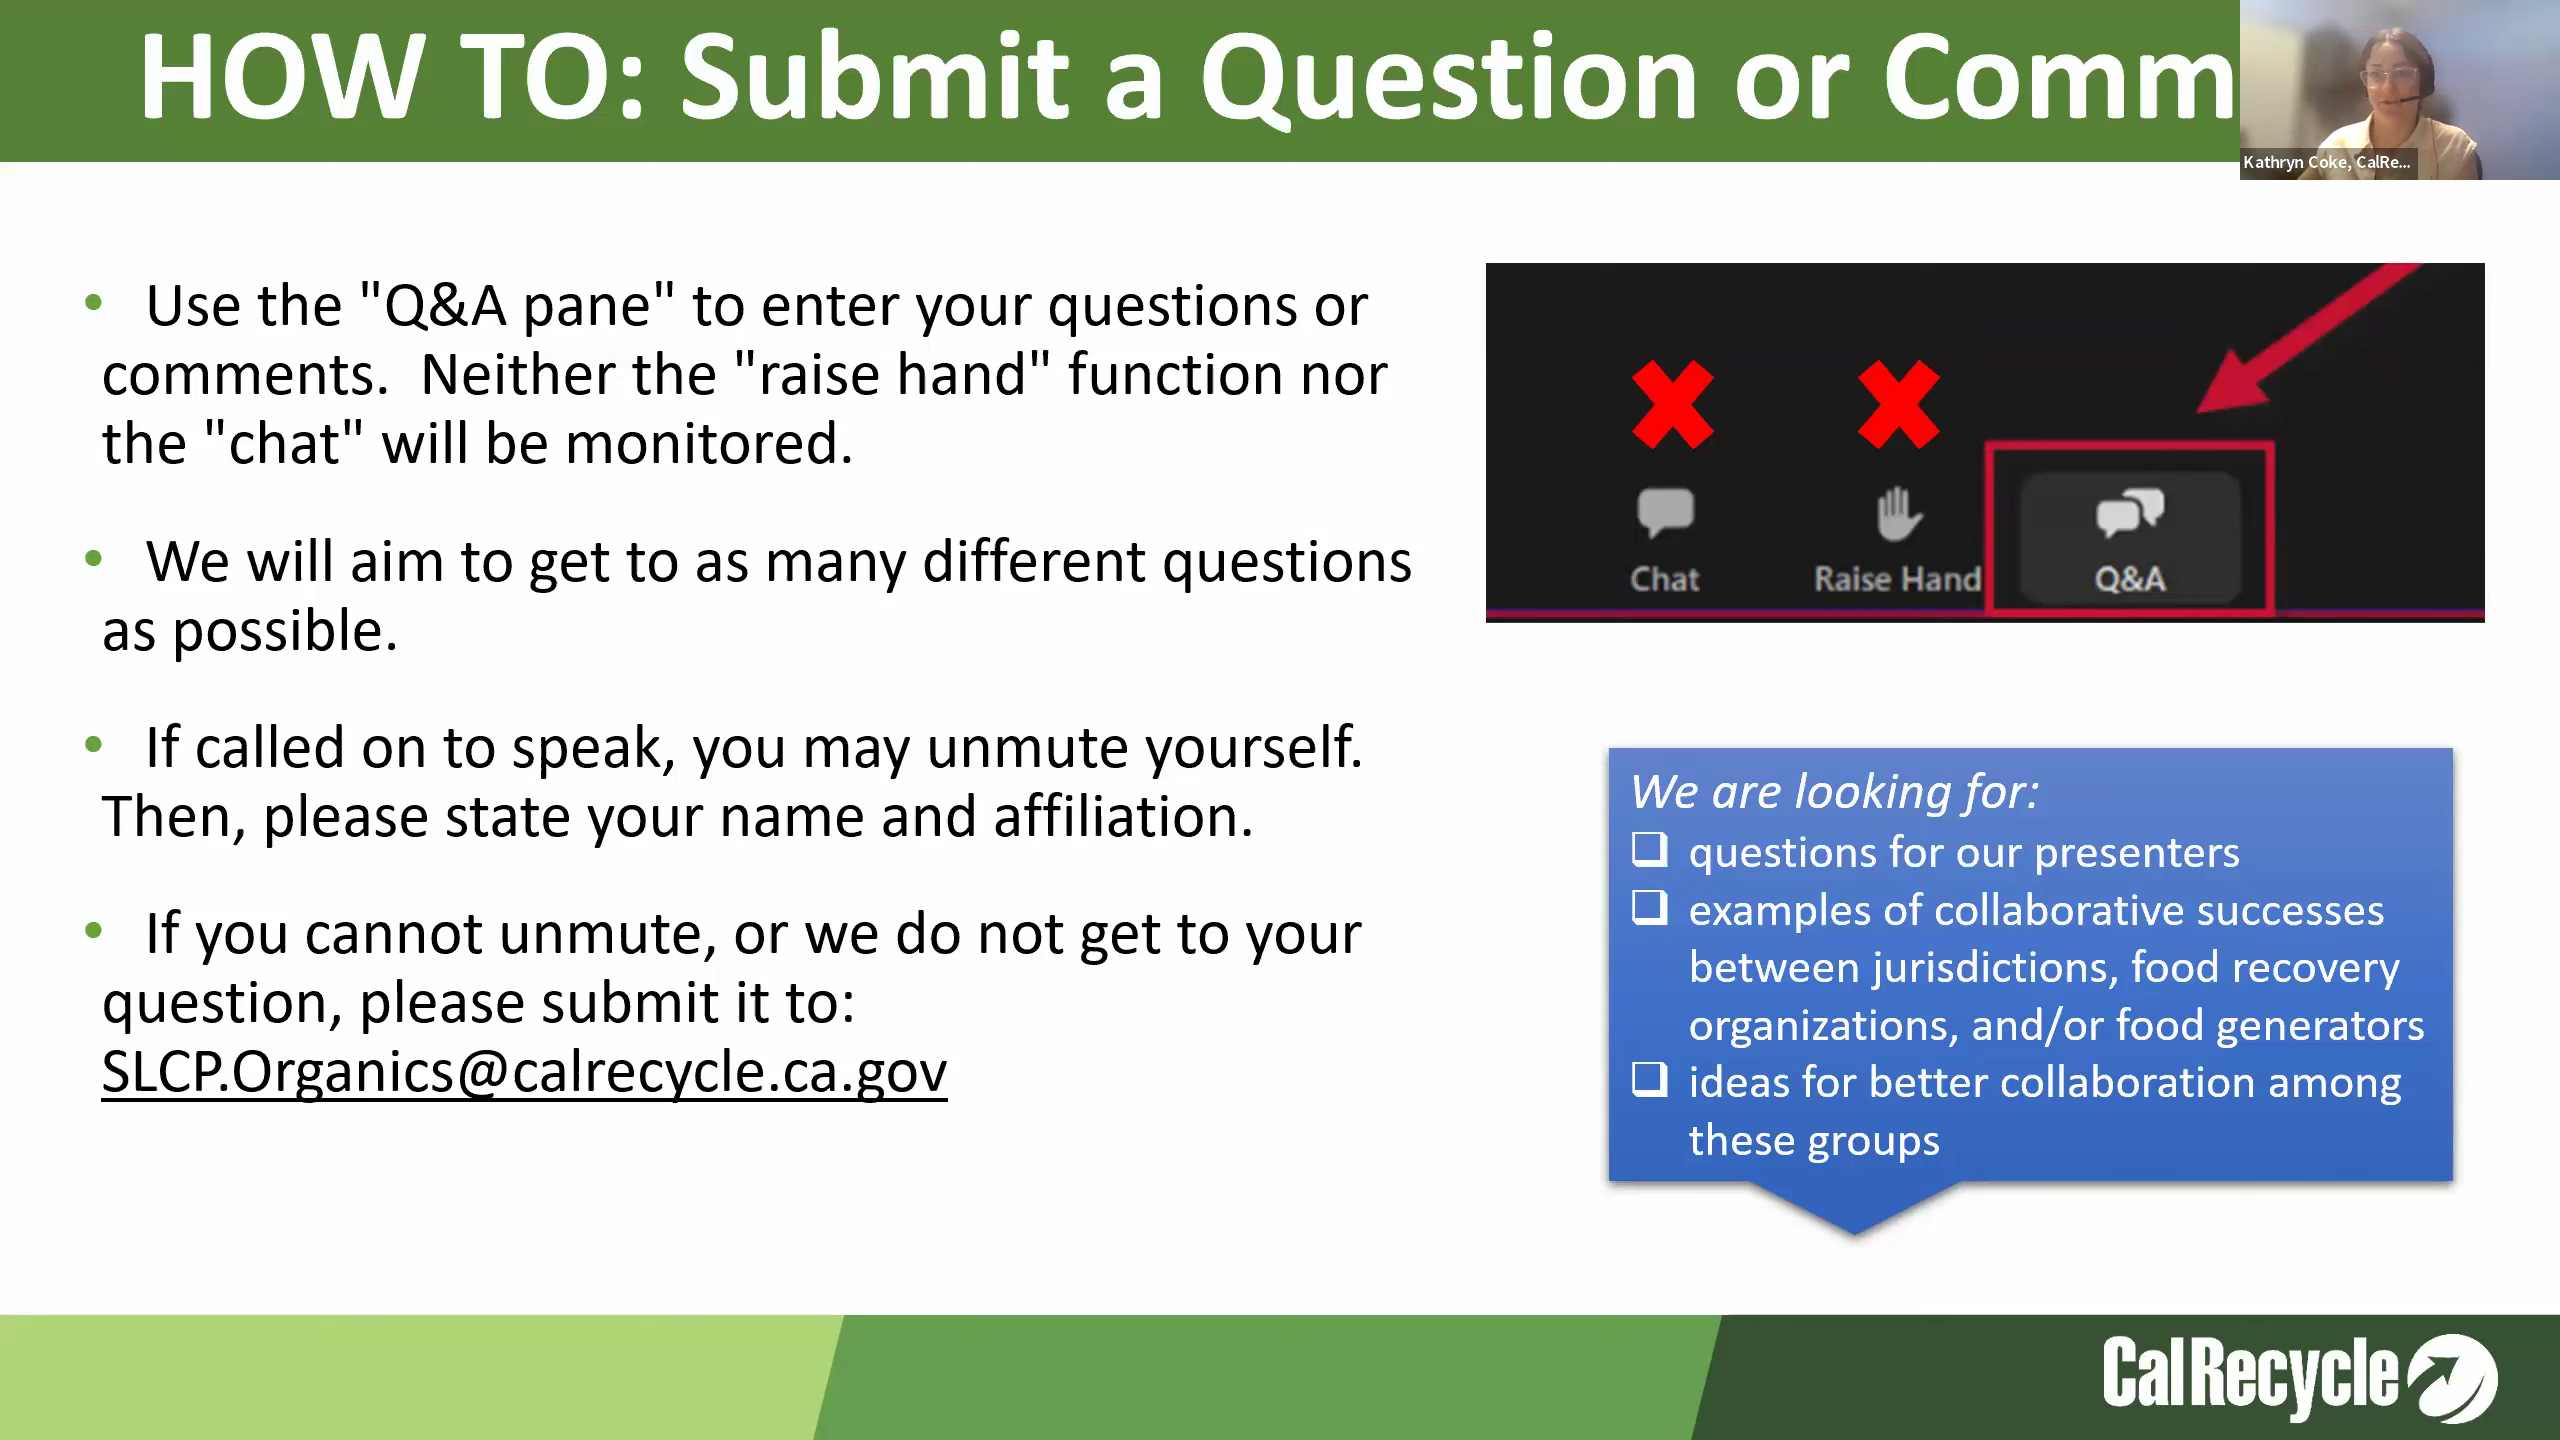 HOW TO: Submit a Question or Comm
Kathryn Coke, CalRe...
• Use the "Q&A pane" to enter your questions or
comments. Neither the "raise hand" function nor
the "chat" will be monitored.
• We will aim to get to as many different questions
as possible.
• If called on to speak, you may unmute yourself.
Then, please state your name and affiliation.
• If you cannot unmute, or we do not get to your
question, please submit it to:
SLCP.Organics@calrecycle.ca.gov
Chat
Raise Hand
Q&A
We are looking for:
❑ questions for our presenters
❑ examples of collaborative successes
between jurisdictions, food recovery
organizations, and/or food generators
❑ ideas for better collaboration among
these groups
CalRecycle